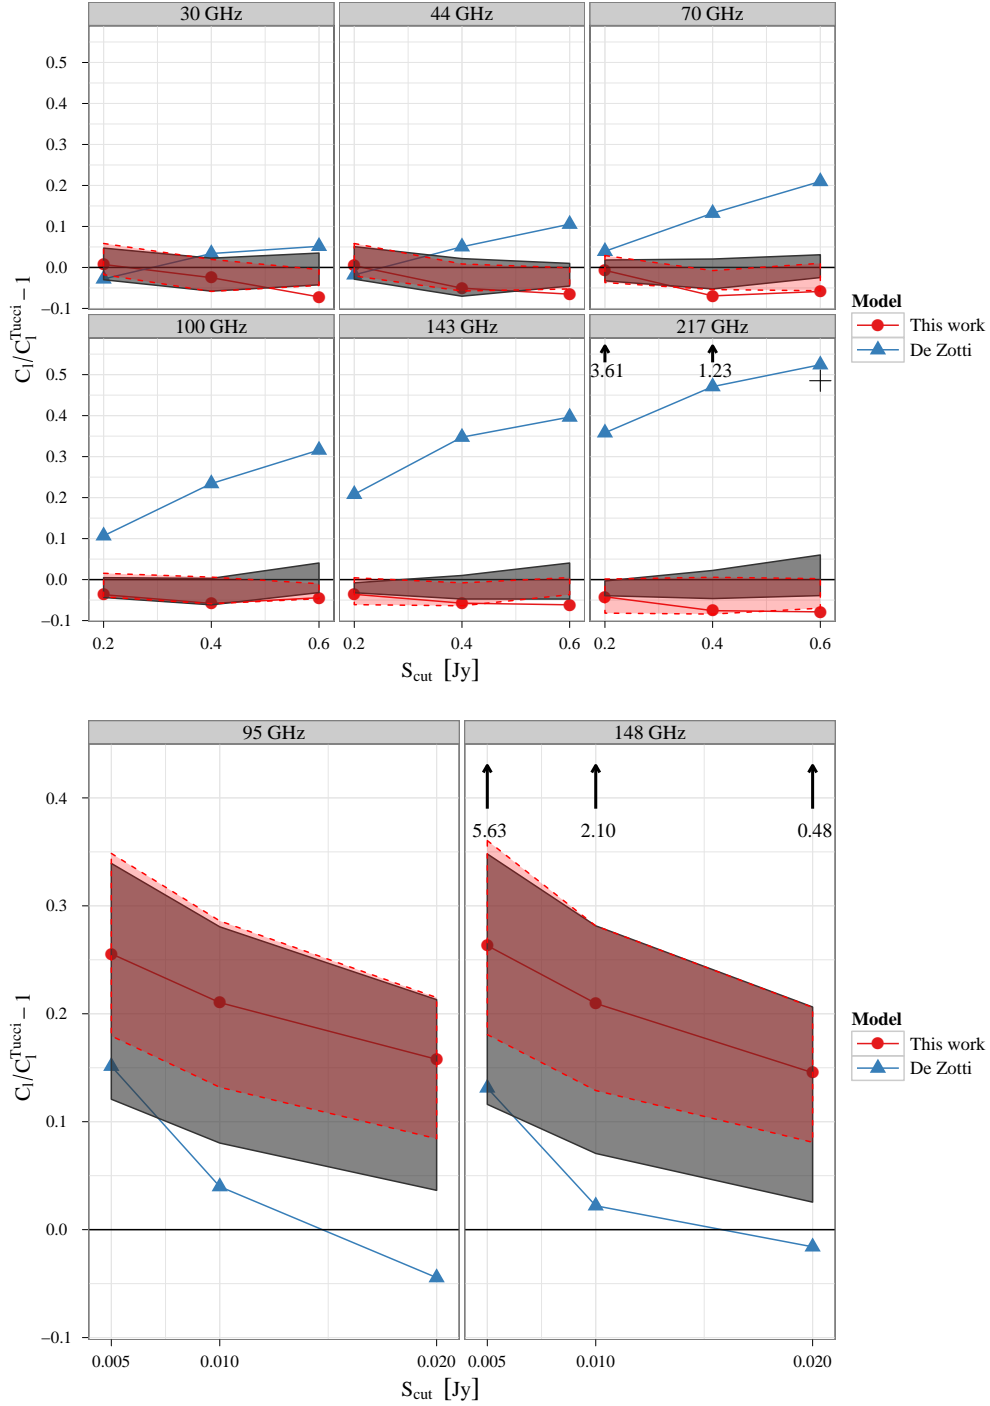 30 GHz 44 GHz 70 GHz
0.5
0.4
0.3
0.2
0.1
0.0
−0.1
100 GHz 143 GHz 217 GHz
3.61 1.23
0.5
0.4
0.3
0.2
0.1
0.0
−0.1
0.2 0.4 0.6 0.2 0.4 0.6 0.2 0.4 0.6
S_cut [Jy]
C_l/C_l^Tucci − 1
Model
This work
De Zotti
95 GHz 148 GHz
5.63 2.10 0.48
0.4
0.3
0.2
0.1
0.0
−0.1
0.005 0.010 0.020 0.005 0.010 0.020
S_cut [Jy]
C_l/C_l^Tucci − 1
Model
This work
De Zotti